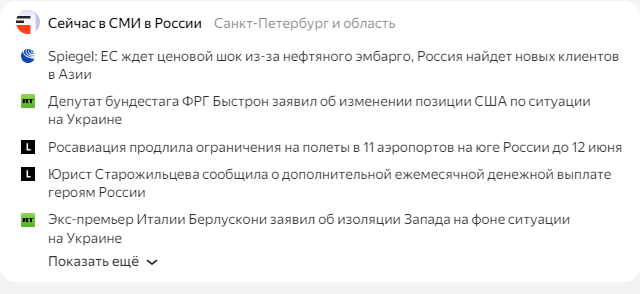 Сейчас в СМИ в России Санкт-Петербург и область
Spiegel: ЕС ждет ценовой шок из-за нефтяного эмбарго, Россия найдет новых клиентов
в Азии
RT Депутат бундестага ФРГ Быстрон заявил об изменении позиции США по ситуации
на Украине
L Росавиация продлила ограничения на полеты в 11 аэропортов на юге России до 12 июня
L Юрист Старожильцева сообщила о дополнительной ежемесячной денежной выплате
героям России
RT Экс-премьер Италии Берлускони заявил об изоляции Запада на фоне ситуации
на Украине
Показать ещё